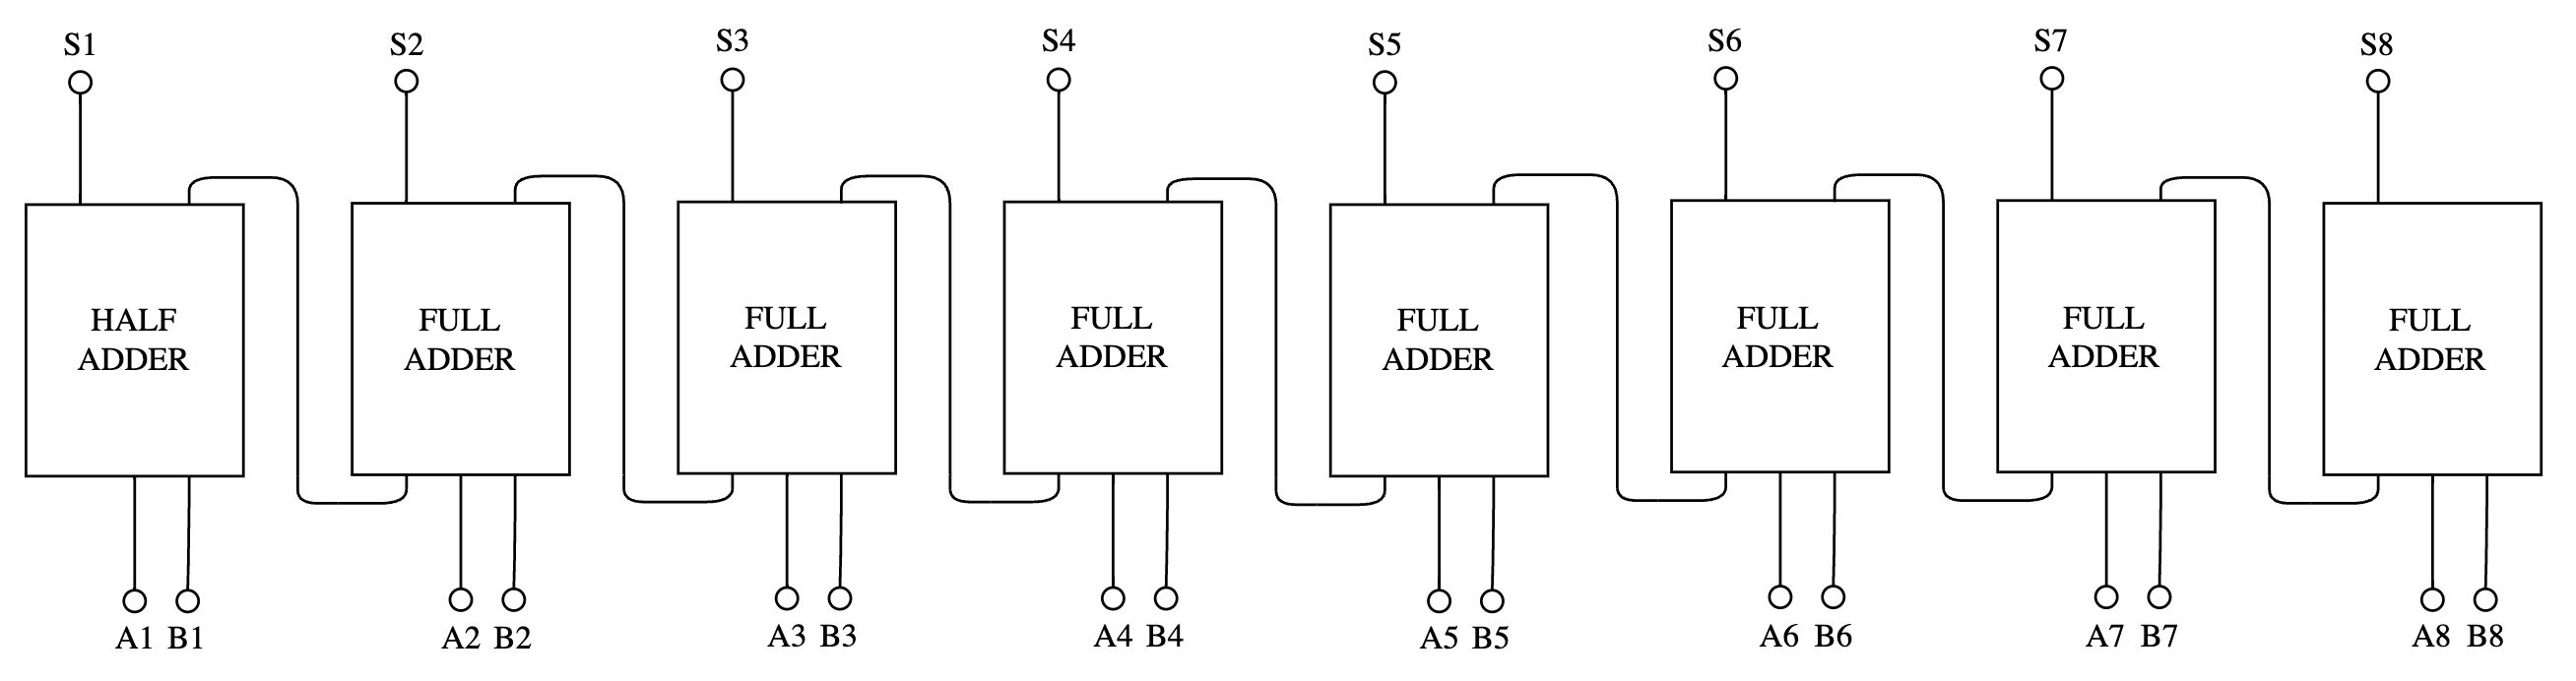 S1 S2 S3 S4 S5 S6 S7 S8
HALF FULL FULL FULL FULL FULL FULL FULL
ADDER ADDER ADDER ADDER ADDER ADDER ADDER ADDER
A1 B1 A2 B2 A3 B3 A4 B4 A5 B5 A6 B6 A7 B7 A8 B8